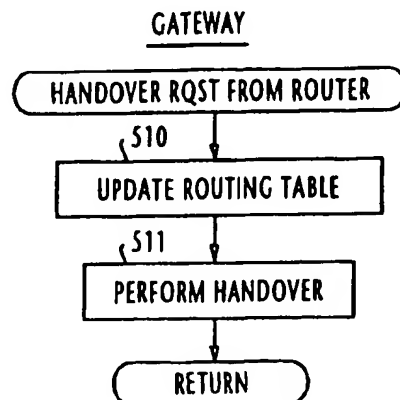 GATEWAY
HANDOVER RQST FROM ROUTER
510
UPDATE ROUTING TABLE
511
PERFORM HANDOVER
RETURN